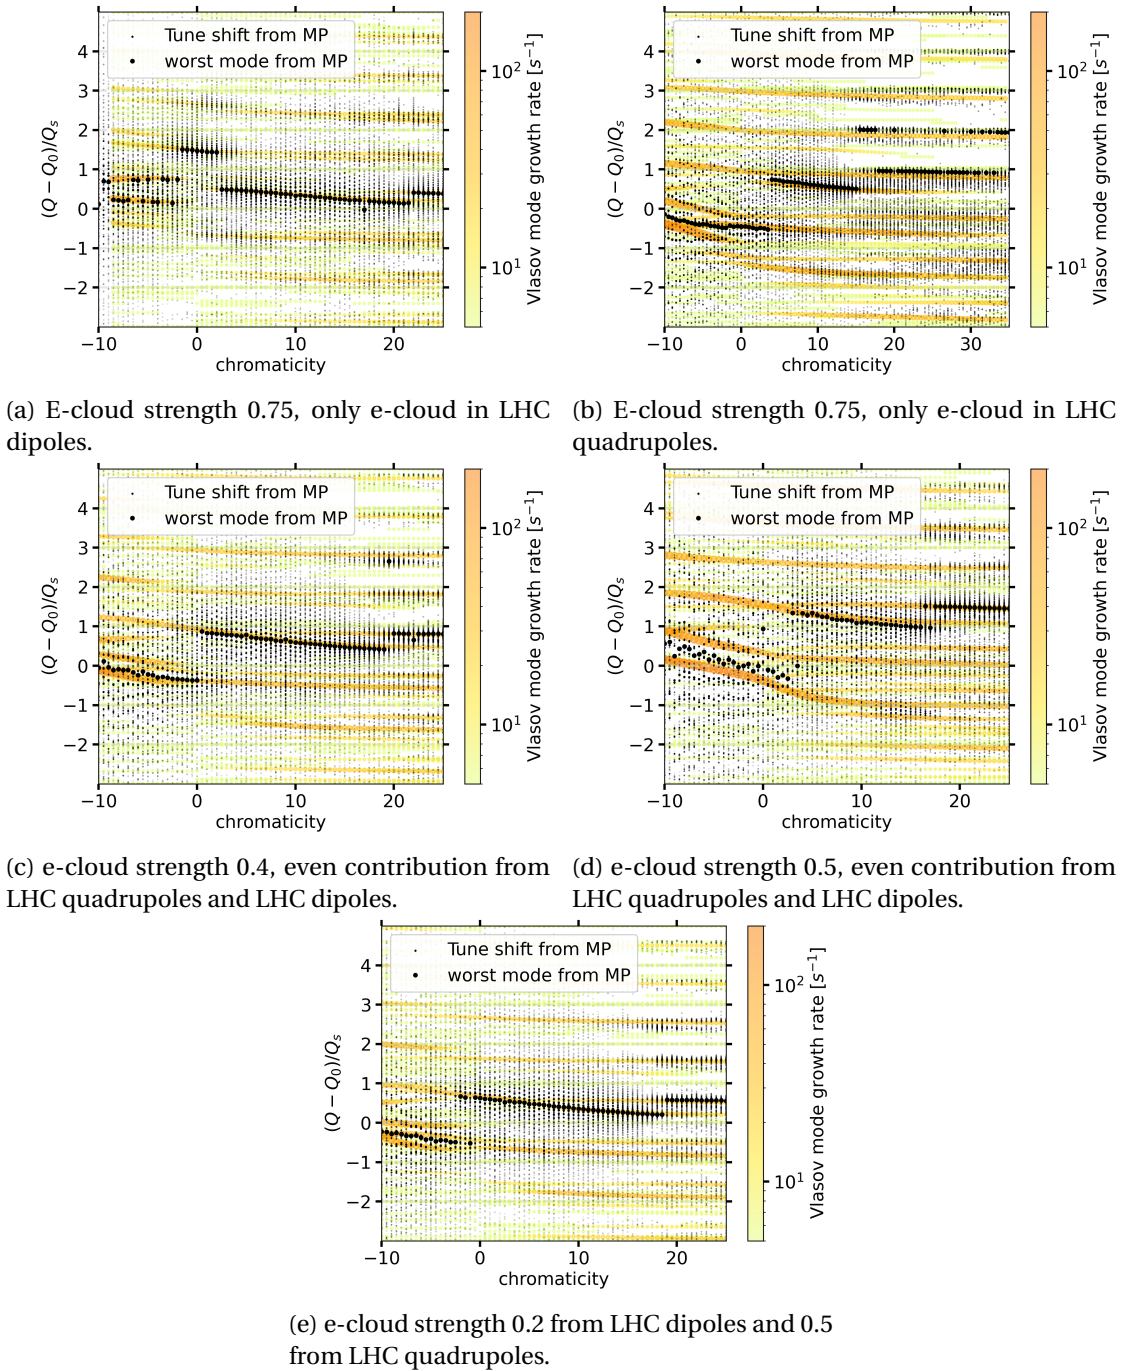 Tune shift from MP
worst mode from MP
4
3
2
1
0
−1
−2
(Q − Q₀)/Qₛ
−10 0 10 20
chromaticity
10²
10¹
Vlasov mode growth rate [s⁻¹]
(a) E-cloud strength 0.75, only e-cloud in LHC
dipoles.
Tune shift from MP
worst mode from MP
4
3
2
1
0
−1
−2
(Q − Q₀)/Qₛ
−10 0 10 20 30
chromaticity
10²
10¹
Vlasov mode growth rate [s⁻¹]
(b) E-cloud strength 0.75, only e-cloud in LHC
quadrupoles.
Tune shift from MP
worst mode from MP
4
3
2
1
0
−1
−2
(Q − Q₀)/Qₛ
−10 0 10 20
chromaticity
10²
10¹
Vlasov mode growth rate [s⁻¹]
(c) e-cloud strength 0.4, even contribution from
LHC quadrupoles and LHC dipoles.
Tune shift from MP
worst mode from MP
4
3
2
1
0
−1
−2
(Q − Q₀)/Qₛ
−10 0 10 20
chromaticity
10²
10¹
Vlasov mode growth rate [s⁻¹]
(d) e-cloud strength 0.5, even contribution from
LHC quadrupoles and LHC dipoles.
Tune shift from MP
worst mode from MP
4
3
2
1
0
−1
−2
(Q − Q₀)/Qₛ
−10 0 10 20
chromaticity
10²
10¹
Vlasov mode growth rate [s⁻¹]
(e) e-cloud strength 0.2 from LHC dipoles and 0.5
from LHC quadrupoles.